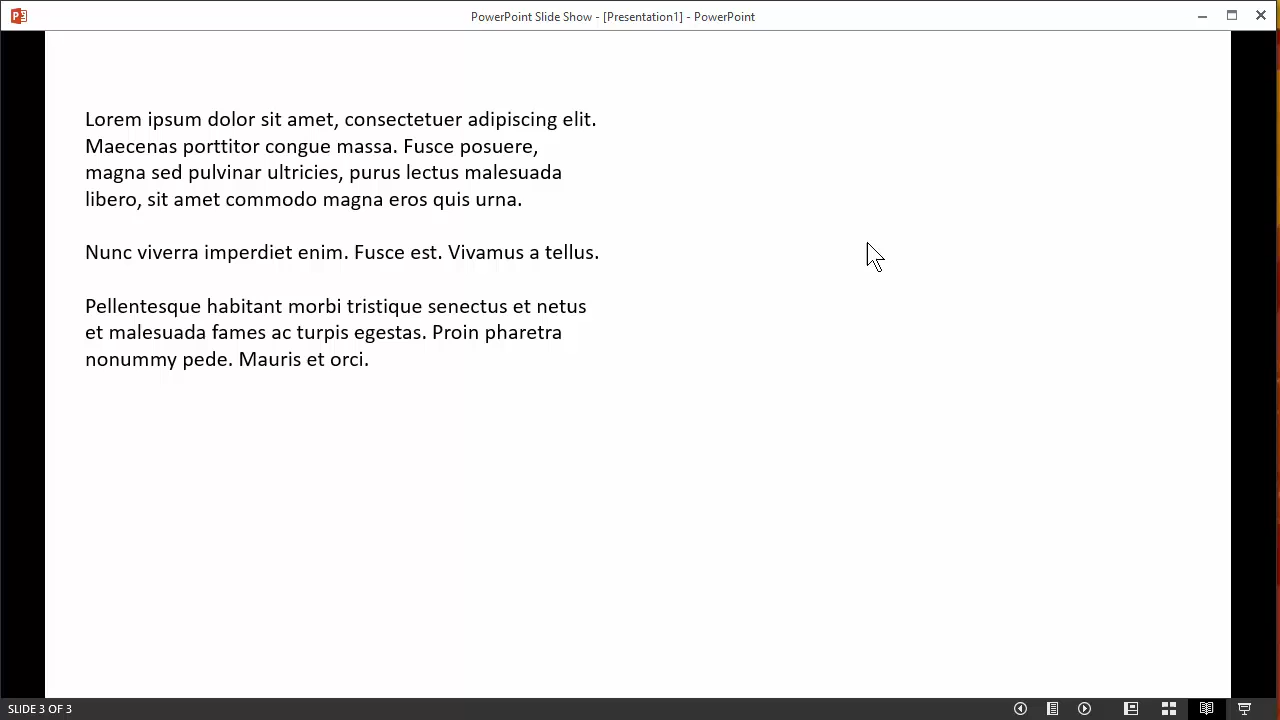 PowerPoint Slide Show - [Presentation1] - PowerPoint
Lorem ipsum dolor sit amet, consectetuer adipiscing elit.
Maecenas porttitor congue massa. Fusce posuere,
magna sed pulvinar ultricies, purus lectus malesuada
libero, sit amet commodo magna eros quis urna.
Nunc viverra imperdiet enim. Fusce est. Vivamus a tellus.
Pellentesque habitant morbi tristique senectus et netus
et malesuada fames ac turpis egestas. Proin pharetra
nonummy pede. Mauris et orci.
SLIDE 3 OF 3